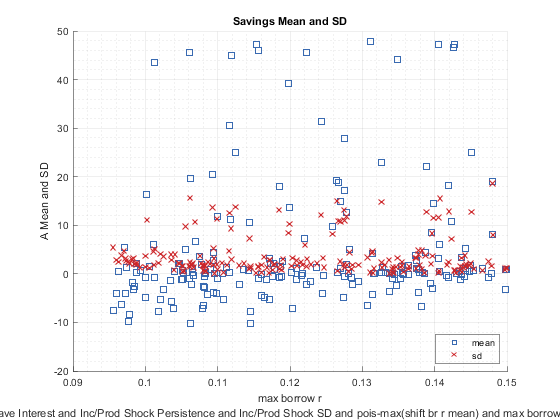 Savings Mean and SD
A Mean and SD
50
40
30
20
10
0
-10
-20
0.09
0.1
0.11
0.12
0.13
0.14
0.15
max borrow r
mean
sd
ave Interest and Inc/Prod Shock Persistence and Inc/Prod Shock SD and pois-max(shift br r mean) and max borrow